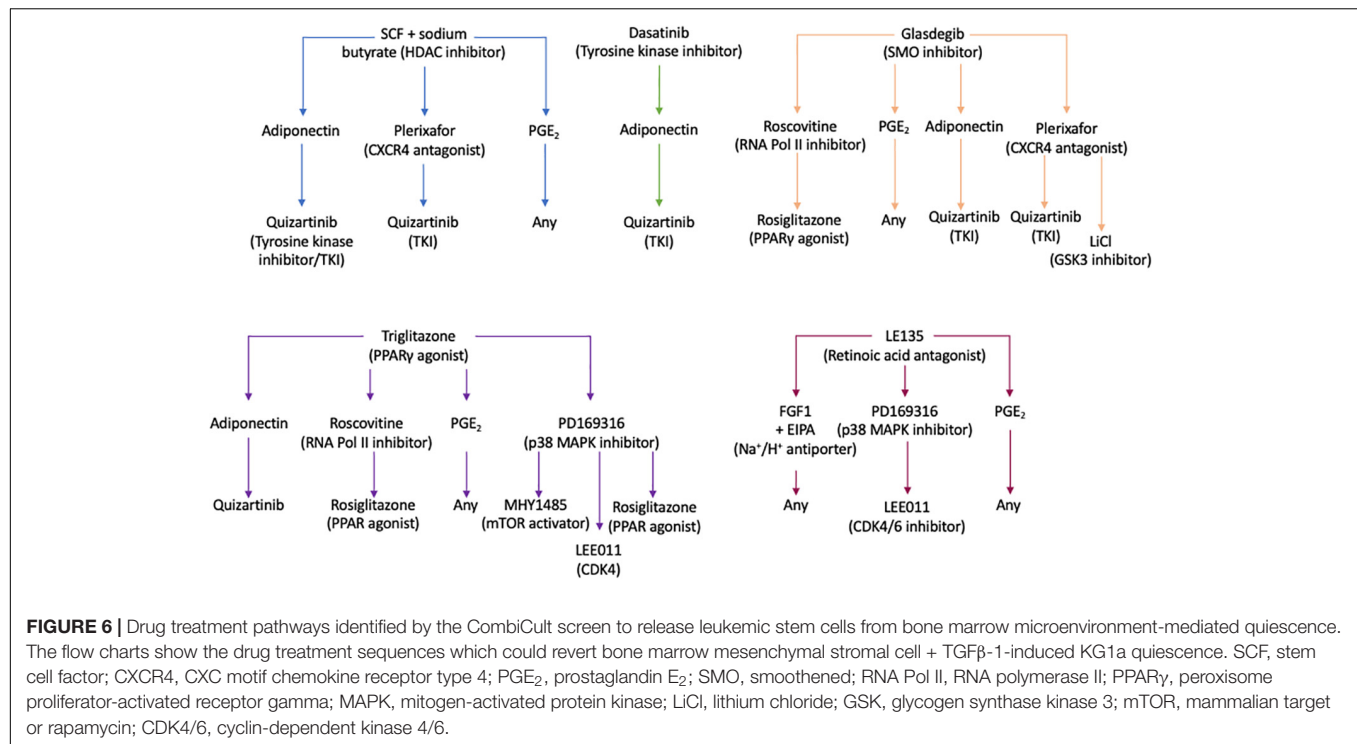 SCF + sodium
butyrate (HDAC inhibitor)
Adiponectin
Plerixafor
(CXCR4 antagonist)
PGE₂
Quizartinib
(Tyrosine kinase
inhibitor/TKI)
Quizartinib
(TKI)
Any
Dasatinib
(Tyrosine kinase inhibitor)
Adiponectin
Quizartinib
(TKI)
Glasdegib
(SMO inhibitor)
Roscovitine
(RNA Pol II inhibitor)
PGE₂
Adiponectin
Plerixafor
(CXCR4 antagonist)
Rosiglitazone
(PPARγ agonist)
Any
Quizartinib
(TKI)
Quizartinib
(TKI)
LiCl
(GSK3 inhibitor)
Triglitazone
(PPARγ agonist)
Adiponectin
Roscovitine
(RNA Pol II inhibitor)
PGE₂
PD169316
(p38 MAPK inhibitor)
Quizartinib
Rosiglitazone
(PPAR agonist)
Any
MHY1485
(mTOR activator)
LEE011
(CDK4)
Rosiglitazone
(PPAR agonist)
LE135
(Retinoic acid antagonist)
FGF1
+ EIPA
(Na⁺/H⁺ antiporter)
PD169316
(p38 MAPK inhibitor)
PGE₂
Any
LEE011
(CDK4/6 inhibitor)
Any
FIGURE 6 | Drug treatment pathways identified by the CombiCult screen to release leukemic stem cells from bone marrow microenvironment-mediated quiescence.
The flow charts show the drug treatment sequences which could revert bone marrow mesenchymal stromal cell + TGFβ-1-induced KG1a quiescence. SCF, stem
cell factor; CXCR4, CXC motif chemokine receptor type 4; PGE₂, prostaglandin E₂; SMO, smoothened; RNA Pol II, RNA polymerase II; PPARγ, peroxisome
proliferator-activated receptor gamma; MAPK, mitogen-activated protein kinase; LiCl, lithium chloride; GSK, glycogen synthase kinase 3; mTOR, mammalian target
or rapamycin; CDK4/6, cyclin-dependent kinase 4/6.